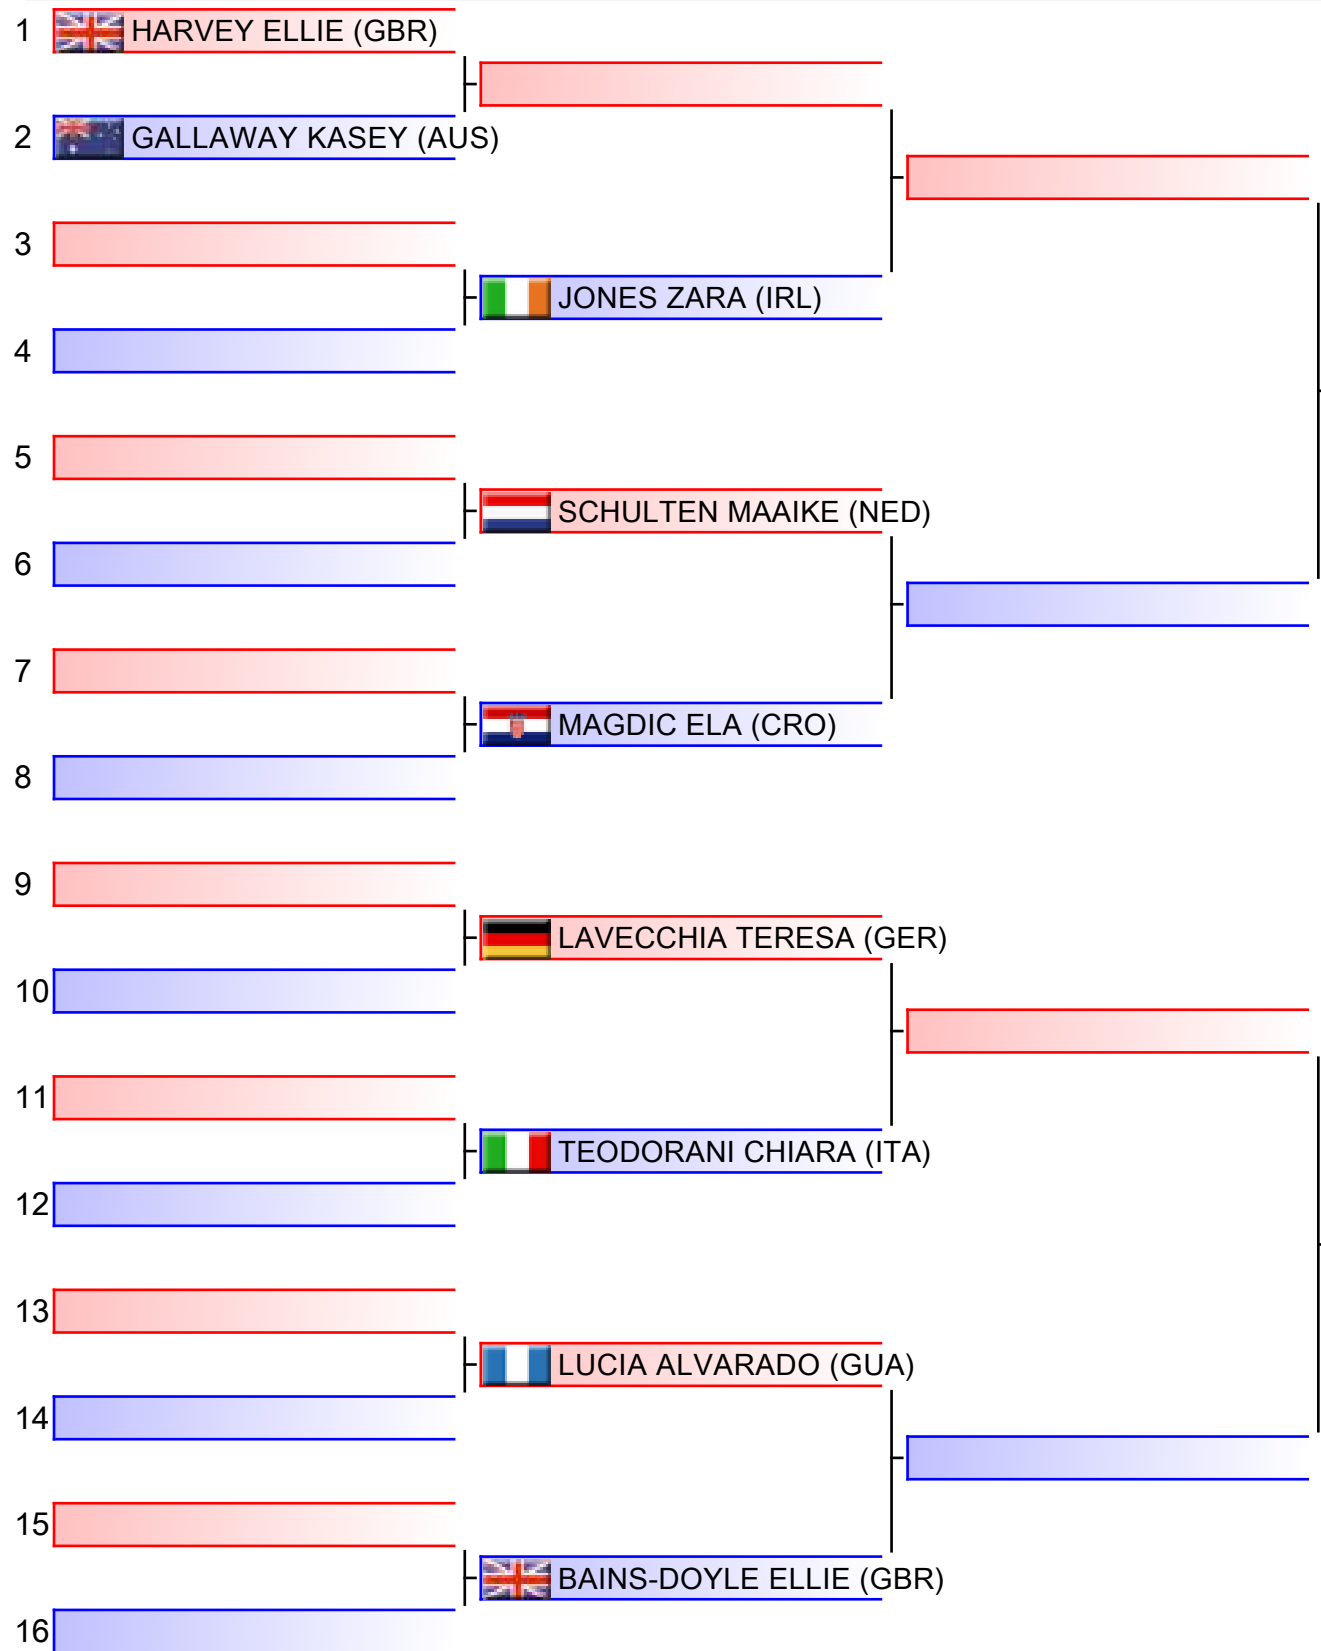 1 HARVEY ELLIE (GBR)
2 GALLAWAY KASEY (AUS)
3
JONES ZARA (IRL)
4
5
SCHULTEN MAAIKE (NED)
6
7
MAGDIC ELA (CRO)
8
9
LAVECCHIA TERESA (GER)
10
11
TEODORANI CHIARA (ITA)
12
13
LUCIA ALVARADO (GUA)
14
15
BAINS-DOYLE ELLIE (GBR)
16